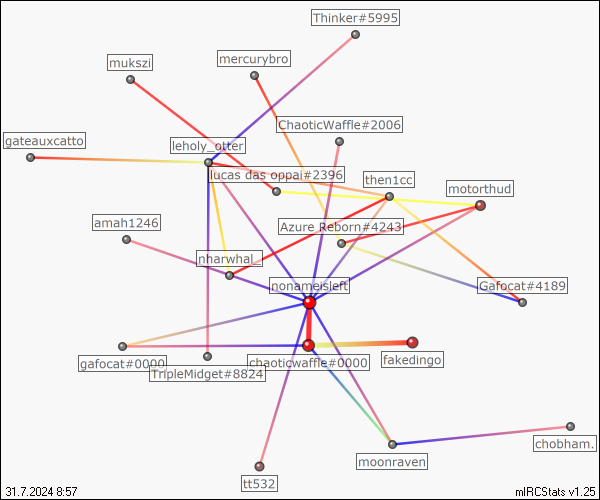 Thinker#5995
mukszi
mercurybro
ChaoticWaffle#2006
gateauxcatto
leholy_otter
lucas das oppai#2396
then1cc
motorthud
amah1246
Azure Reborn#4243
nharwhal_
nonameisleft
Gafocat#4189
gafocat#0000
chaoticwaffle#0000
fakedingo
TripleMidget#8824
chobham.
moonraven
tt532
31.7.2024 8:57
mIRCStats v1.25